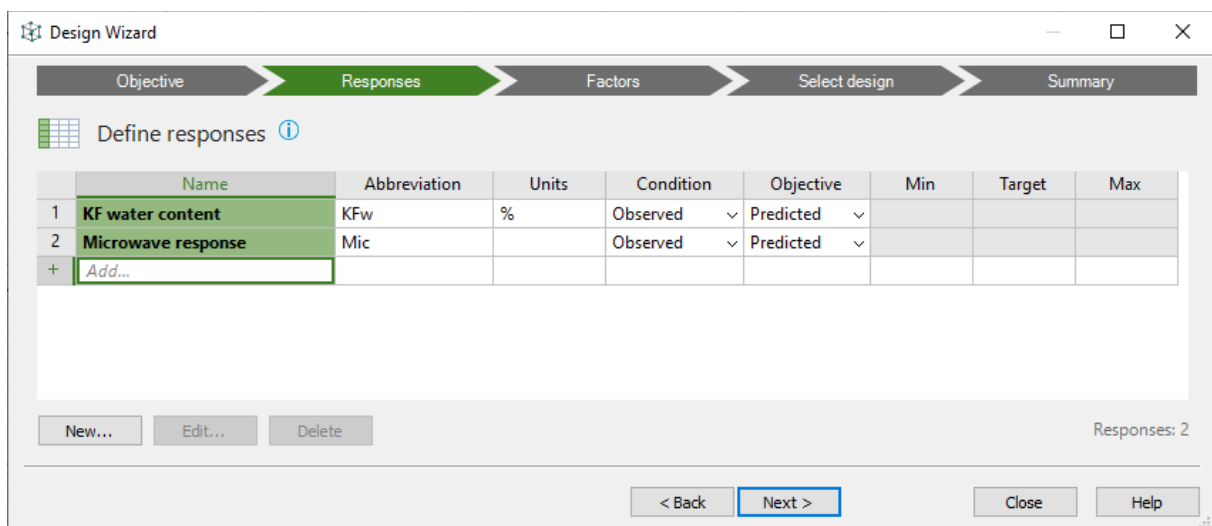 Design Wizard
Objective Responses Factors Select design Summary
Define responses
Name Abbreviation Units Condition Objective Min Target Max
1 KF water content KFw % Observed Predicted
2 Microwave response Mic Observed Predicted
+ Add...
New... Edit... Delete Responses: 2
< Back Next > Close Help